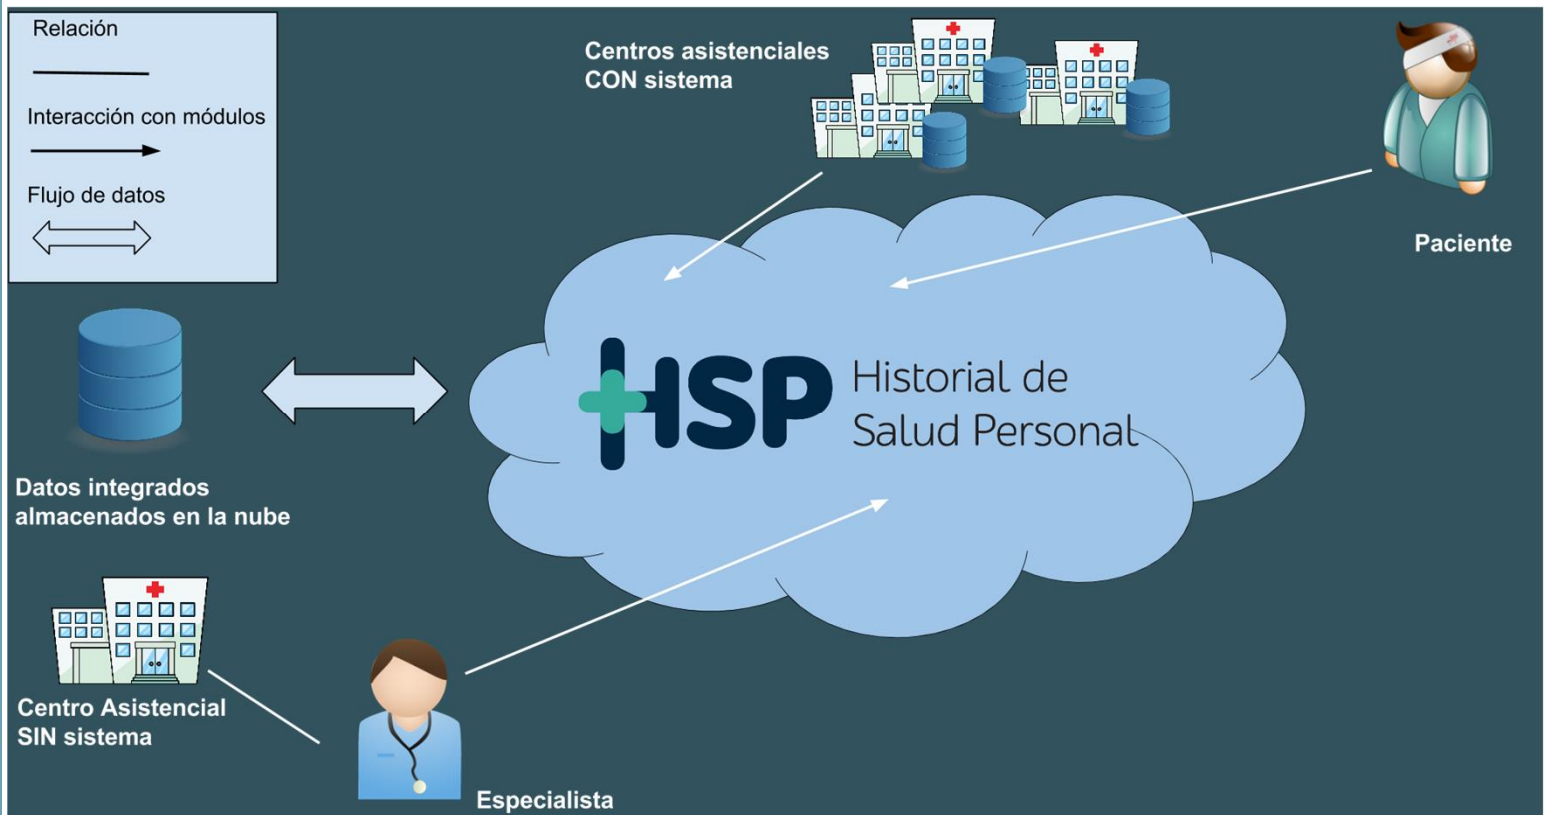 Relación
Interacción con módulos
Flujo de datos
Centros asistenciales
CON sistema
Paciente
HSP
Historial de
Salud Personal
Datos integrados
almacenados en la nube
Centro Asistencial
SIN sistema
Especialista